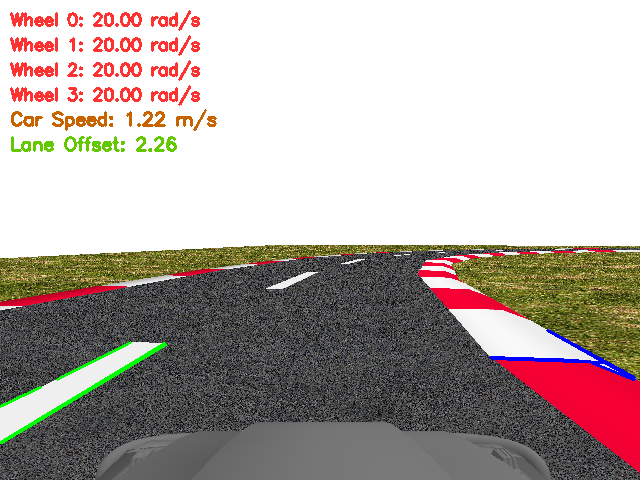 Wheel 0: 20.00 rad/s
Wheel 1: 20.00 rad/s
Wheel 2: 20.00 rad/s
Wheel 3: 20.00 rad/s
Car Speed: 1.22 m/s
Lane Offset: 2.26